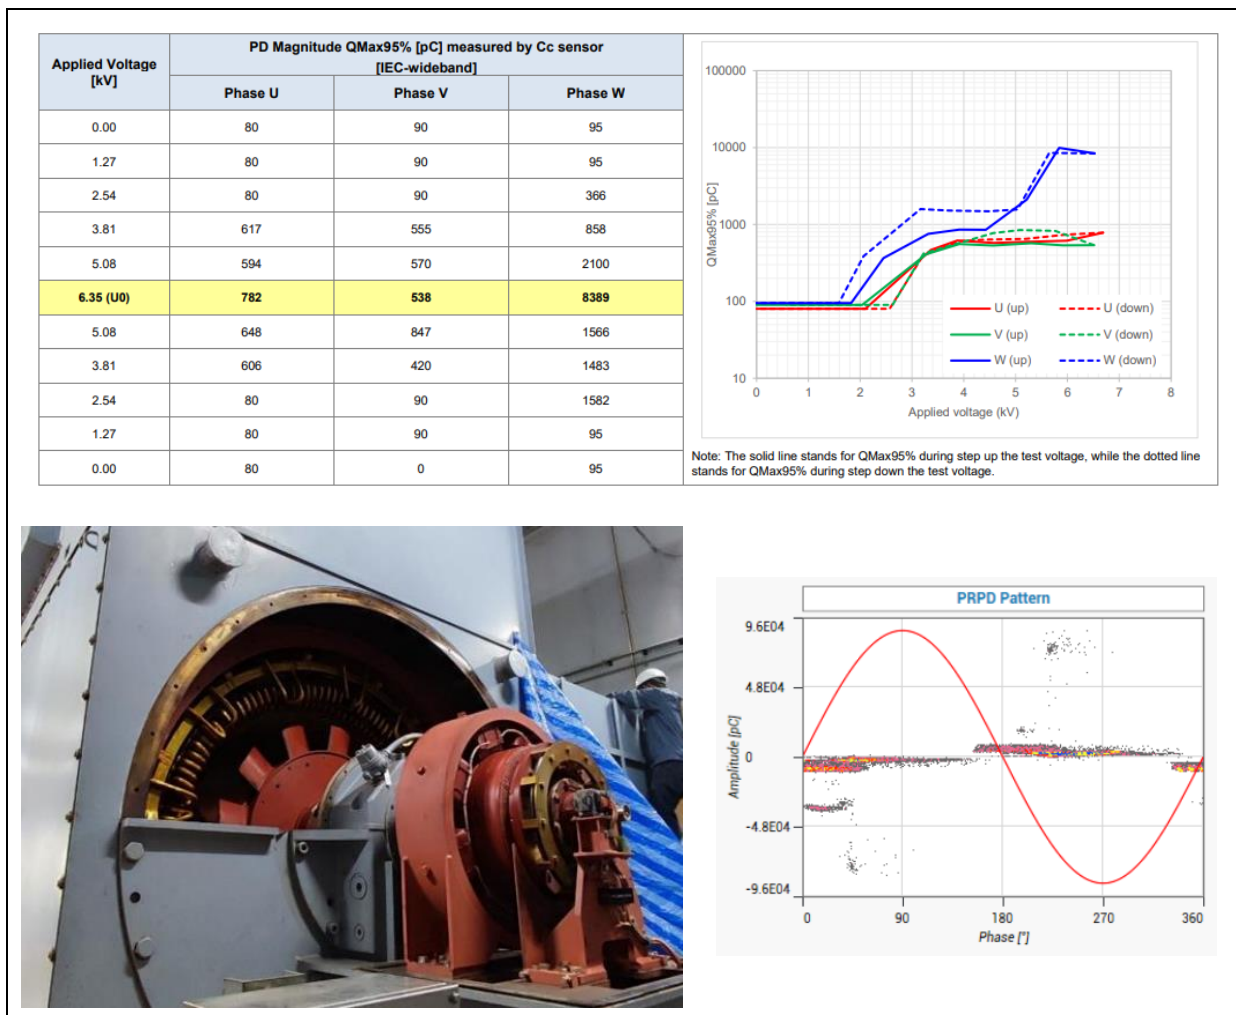 Applied Voltage
[kV]
PD Magnitude QMax95% [pC] measured by Cc sensor
[IEC-wideband]
Phase U Phase V Phase W
0.00 80 90 95
1.27 80 90 95
2.54 80 90 366
3.81 617 555 858
5.08 594 570 2100
6.35 (U0) 782 538 8389
5.08 648 847 1566
3.81 606 420 1483
2.54 80 90 1582
1.27 80 90 95
0.00 80 0 95
100000
10000
1000
100
10
QMax95% [pC]
U (up) U (down)
V (up) V (down)
W (up) W (down)
0 1 2 3 4 5 6 7 8
Applied voltage (kV)
Note: The solid line stands for QMax95% during step up the test voltage, while the dotted line
stands for QMax95% during step down the test voltage.
PRPD Pattern
9.6E04
4.8E04
0
-4.8E04
-9.6E04
Amplitude [pC]
0 90 180 270 360
Phase [°]